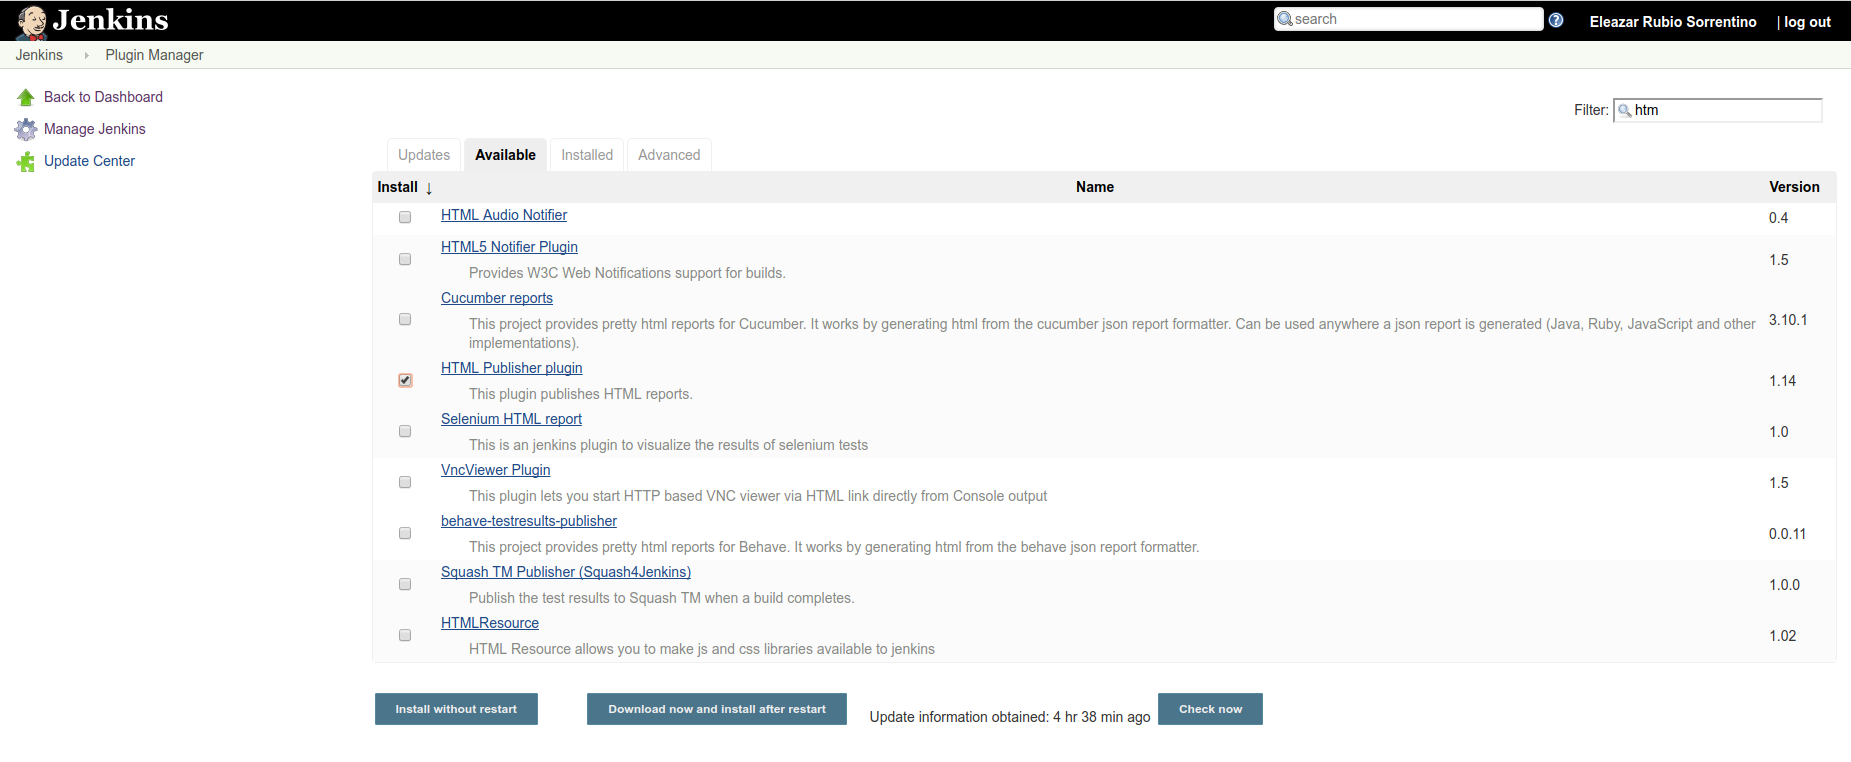 Jenkins
search
Eleazar Rubio Sorrentino
| log out
Jenkins
Plugin Manager
Back to Dashboard
Manage Jenkins
Update Center
Filter: htm
Updates
Available
Installed
Advanced
Install ↓
Name
Version
HTML Audio Notifier
0.4
HTML5 Notifier Plugin
Provides W3C Web Notifications support for builds.
1.5
Cucumber reports
This project provides pretty html reports for Cucumber. It works by generating html from the cucumber json report formatter. Can be used anywhere a json report is generated (Java, Ruby, JavaScript and other
implementations).
3.10.1
HTML Publisher plugin
This plugin publishes HTML reports.
1.14
Selenium HTML report
This is an jenkins plugin to visualize the results of selenium tests
1.0
VncViewer Plugin
This plugin lets you start HTTP based VNC viewer via HTML link directly from Console output
1.5
behave-testresults-publisher
This project provides pretty html reports for Behave. It works by generating html from the behave json report formatter.
0.0.11
Squash TM Publisher (Squash4Jenkins)
Publish the test results to Squash TM when a build completes.
1.0.0
HTMLResource
HTML Resource allows you to make js and css libraries available to jenkins
1.02
Install without restart
Download now and install after restart
Update information obtained: 4 hr 38 min ago
Check now